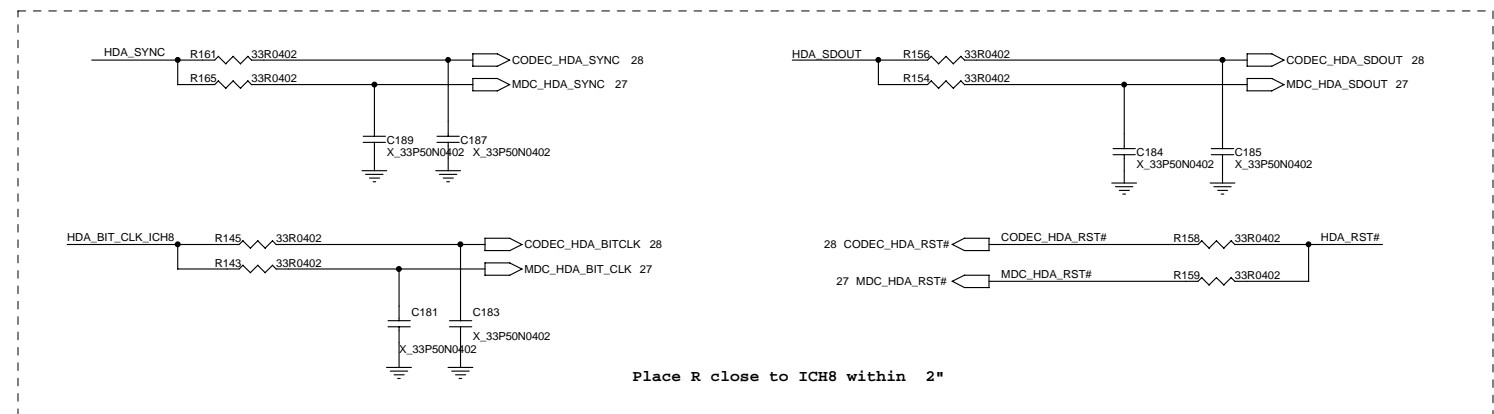 HDA_SYNC
R161 33R0402
CODEC_HDA_SYNC 28
R165 33R0402
MDC_HDA_SYNC 27
C189
X_33P50N0402
C187
X_33P50N0402
HDA_SDOUT
R156 33R0402
CODEC_HDA_SDOUT 28
R154 33R0402
MDC_HDA_SDOUT 27
C184
X_33P50N0402
C185
X_33P50N0402
HDA_BIT_CLK_ICH8
R145 33R0402
CODEC_HDA_BITCLK 28
R143 33R0402
MDC_HDA_BIT_CLK 27
C181
X_33P50N0402
C183
X_33P50N0402
28 CODEC_HDA_RST#
CODEC_HDA_RST#
R158 33R0402
HDA_RST#
27 MDC_HDA_RST#
MDC_HDA_RST#
R159 33R0402
Place R close to ICH8 within 2"